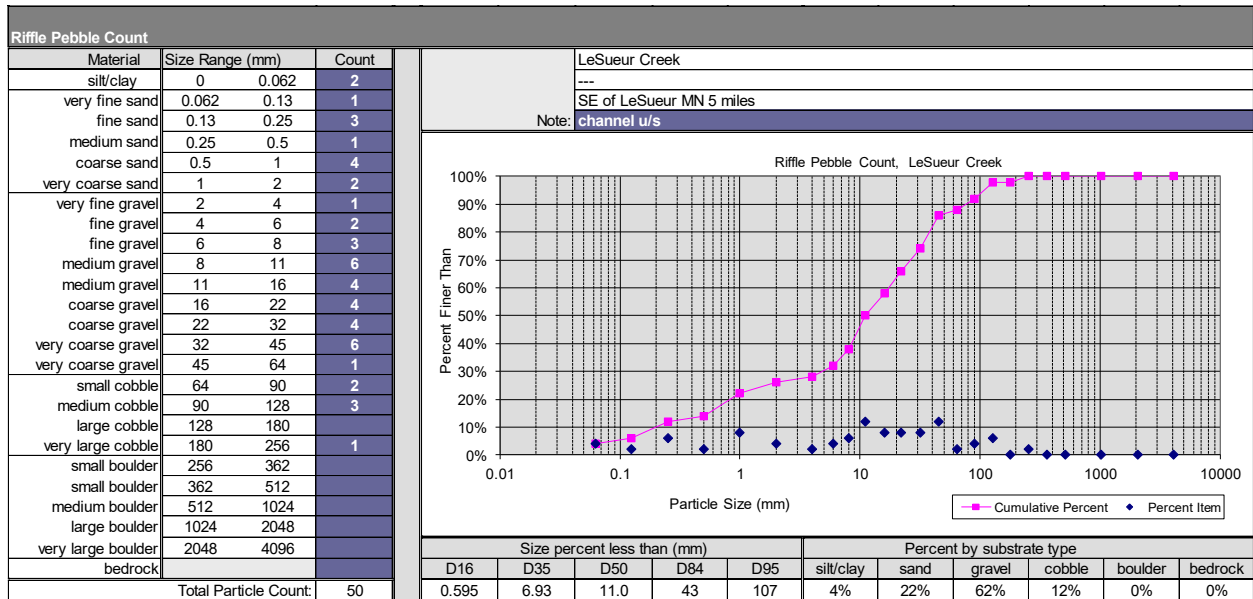 Riffle Pebble Count
Material Size Range (mm) Count
silt/clay 0 0.062 2
very fine sand 0.062 0.13 1
fine sand 0.13 0.25 3
medium sand 0.25 0.5 1
coarse sand 0.5 1 4
very coarse sand 1 2 2
very fine gravel 2 4 1
fine gravel 4 6 2
fine gravel 6 8 3
medium gravel 8 11 6
medium gravel 11 16 4
coarse gravel 16 22 4
coarse gravel 22 32 4
very coarse gravel 32 45 6
very coarse gravel 45 64 1
small cobble 64 90 2
medium cobble 90 128 3
large cobble 128 180
very large cobble 180 256 1
small boulder 256 362
small boulder 362 512
medium boulder 512 1024
large boulder 1024 2048
very large boulder 2048 4096
bedrock
Total Particle Count: 50
LeSueur Creek
---
SE of LeSueur MN 5 miles
Note: channel u/s
Riffle Pebble Count, LeSueur Creek
Percent Finer Than
100%
90%
80%
70%
60%
50%
40%
30%
20%
10%
0%
0.01 0.1 1 10 100 1000 10000
Particle Size (mm)
Cumulative Percent Percent Item
Size percent less than (mm) Percent by substrate type
D16 D35 D50 D84 D95 silt/clay sand gravel cobble boulder bedrock
0.595 6.93 11.0 43 107 4% 22% 62% 12% 0% 0%